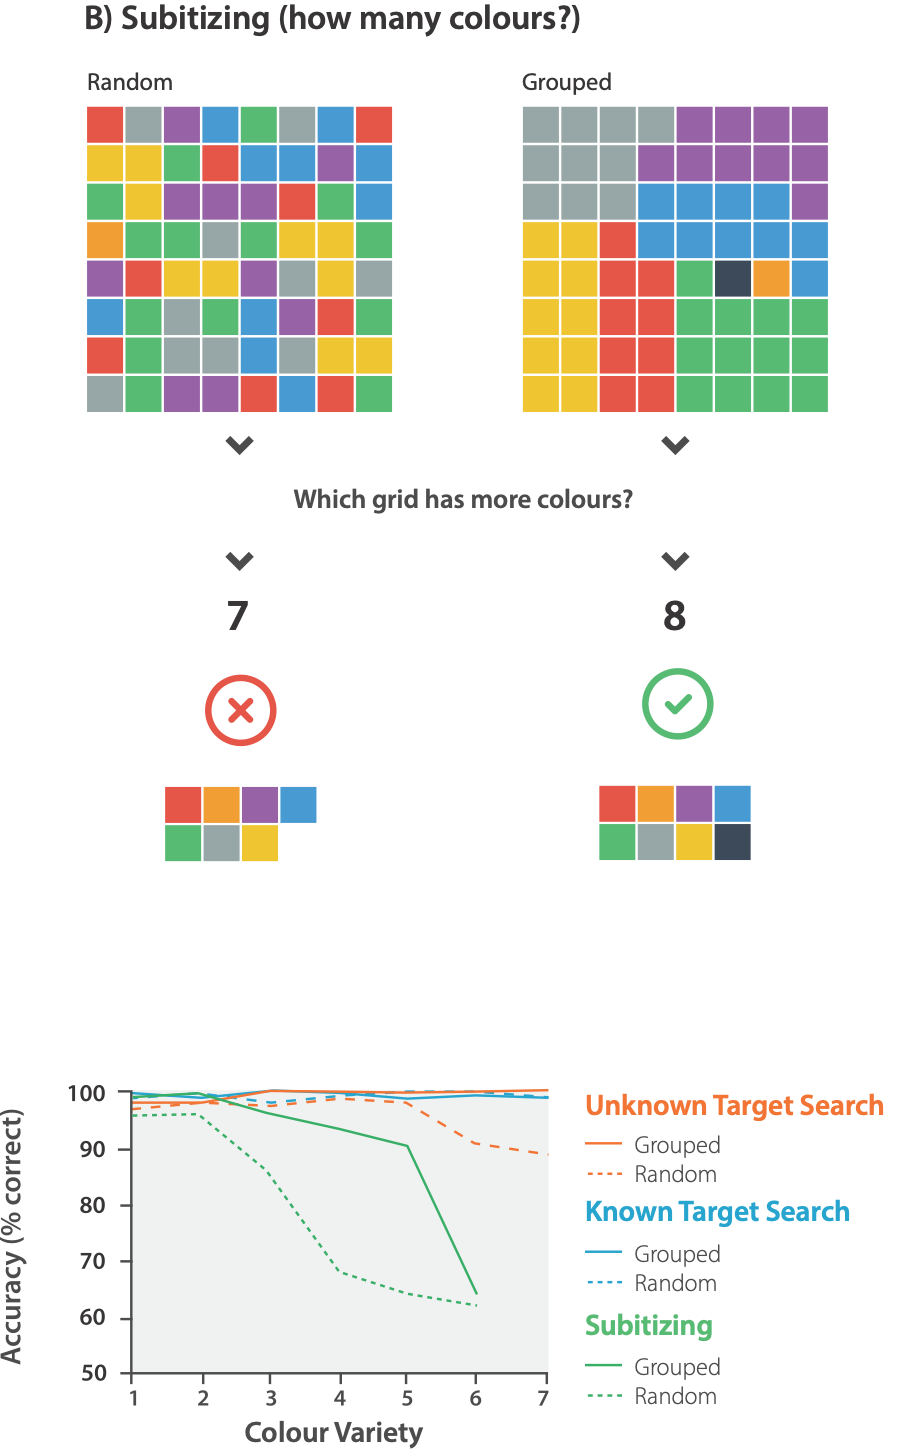 B) Subitizing (how many colours?)
Random
Grouped
Which grid has more colours?
7
8
100
90
80
70
60
50
Accuracy (% correct)
1 2 3 4 5 6 7
Colour Variety
Unknown Target Search
Grouped
Random
Known Target Search
Grouped
Random
Subitizing
Grouped
Random